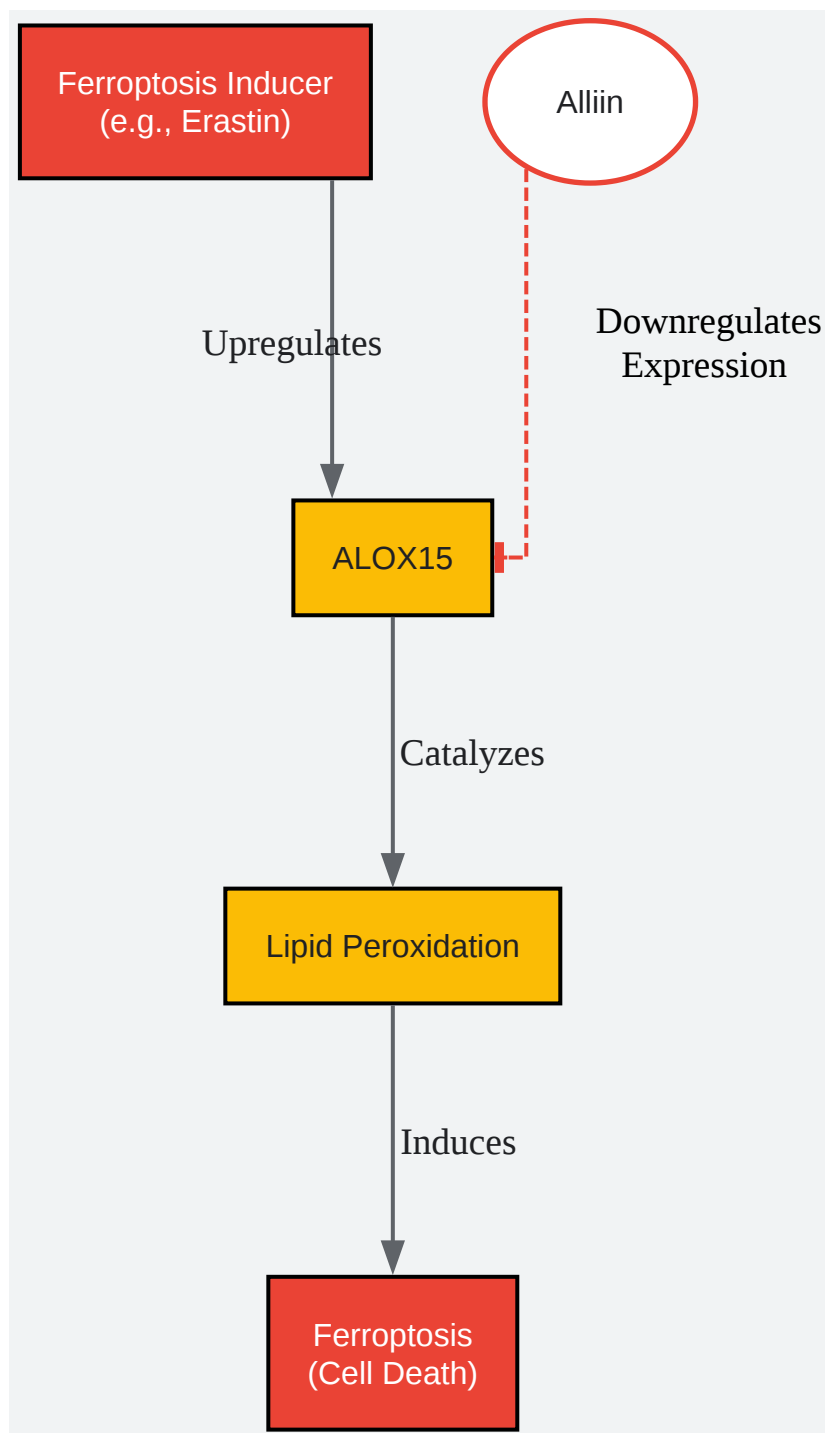 Ferroptosis Inducer
(e.g., Erastin)
Alliin
Upregulates
Downregulates
Expression
ALOX15
Catalyzes
Lipid Peroxidation
Induces
Ferroptosis
(Cell Death)